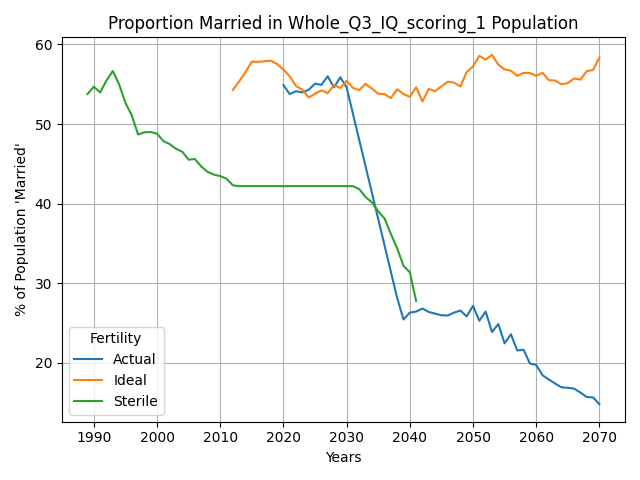 Proportion Married in Whole_Q3_IQ_scoring_1 Population
% of Population 'Married'
60
50
40
30
20
Fertility
Actual
Ideal
Sterile
1990 2000 2010 2020 2030 2040 2050 2060 2070
Years